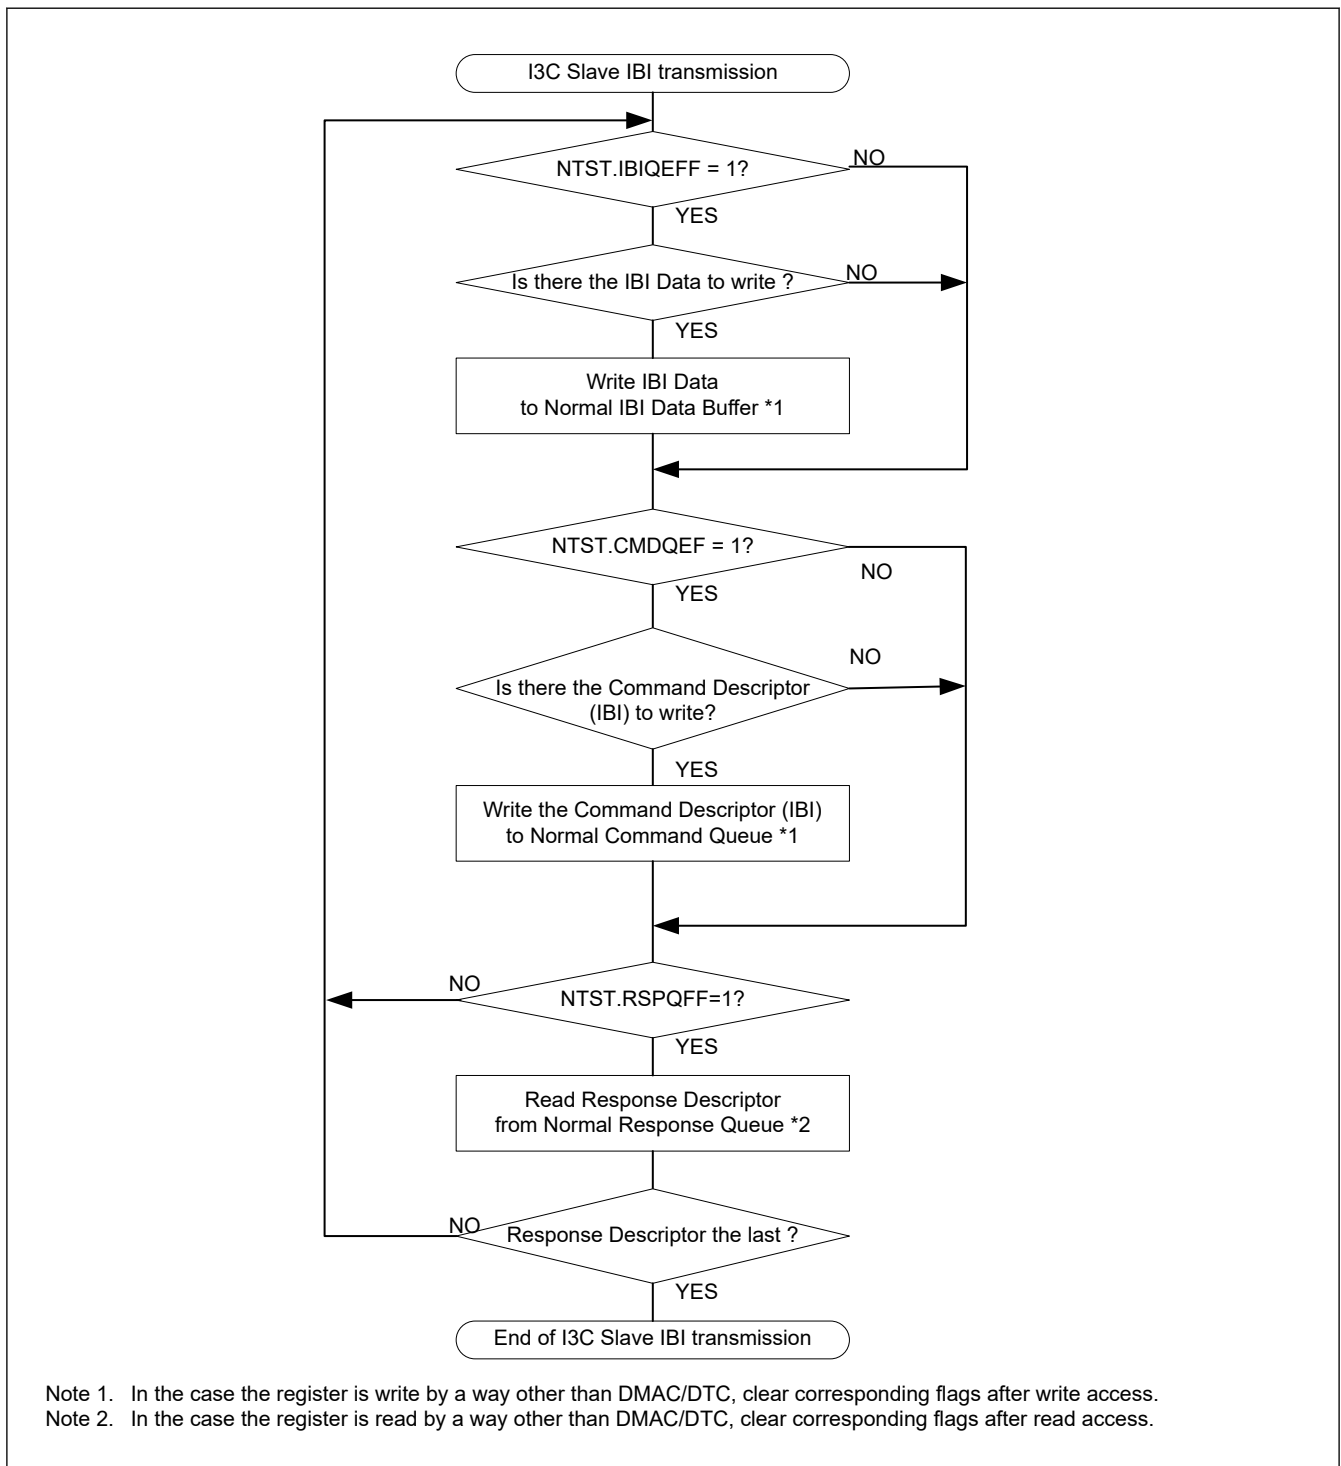 I3C Slave IBI transmission
NTST.IBIQEFF = 1?
NO
YES
Is there the IBI Data to write ?
NO
YES
Write IBI Data
to Normal IBI Data Buffer *1
NTST.CMDQEF = 1?
NO
YES
NO
Is there the Command Descriptor
(IBI) to write?
YES
Write the Command Descriptor (IBI)
to Normal Command Queue *1
NO
NTST.RSPQFF=1?
YES
Read Response Descriptor
from Normal Response Queue *2
NO
Response Descriptor the last ?
YES
End of I3C Slave IBI transmission
Note 1. In the case the register is write by a way other than DMAC/DTC, clear corresponding flags after write access.
Note 2. In the case the register is read by a way other than DMAC/DTC, clear corresponding flags after read access.